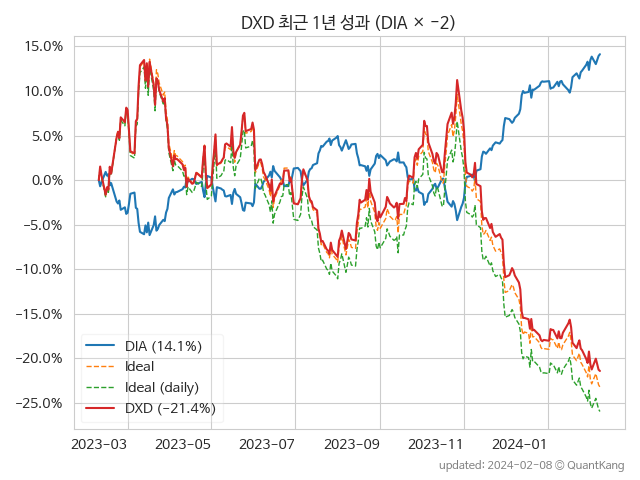 DXD 최근 1년 성과 (DIA × −2)
15.0%
10.0%
5.0%
0.0%
−5.0%
−10.0%
−15.0%
−20.0%
−25.0%
DIA (14.1%)
Ideal
Ideal (daily)
DXD (−21.4%)
2023-03 2023-05 2023-07 2023-09 2023-11 2024-01
updated: 2024-02-08 © QuantKang